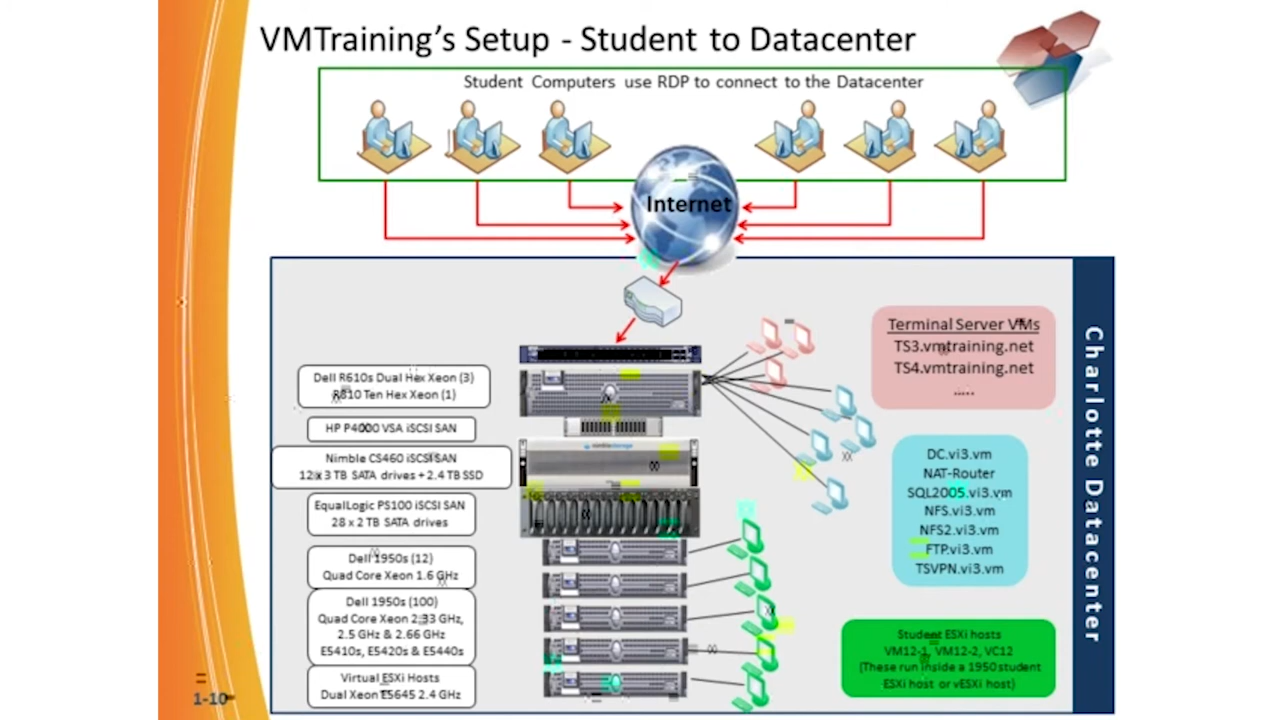 VMTraining's Setup - Student to Datacenter
Student Computers use RDP to connect to the Datacenter
Internet
Charlotte Datacenter
Terminal Server VMs
TS3.vmtraining.net
TS4.vmtraining.net
.....
Dell R610s Dual Hex Xeon (3)
R810 Ten Hex Xeon (1)
HP P4000 VSA iSCSI SAN
Nimble CS460 iSCSI SAN
12 x 3 TB SATA drives + 2.4 TB SSD
EqualLogic PS100 iSCSI SAN
28 x 2 TB SATA drives
Dell 1950s (12)
Quad Core Xeon 1.6 GHz
Dell 1950s (100)
Quad Core Xeon 2.33 GHz,
2.5 GHz & 2.66 GHz
E5410s, E5420s & E5440s
Virtual ESXi Hosts
Dual Xeon E5645 2.4 GHz
nimblestorage
DC.vi3.vm
NAT-Router
SQL2005.vi3.vm
NFS.vi3.vm
NFS2.vi3.vm
FTP.vi3.vm
TSVPN.vi3.vm
Student ESXi hosts
VM12-1, VM12-2, VC12
(These run inside a 1950 student
ESXi host or vESXi host)
1-10